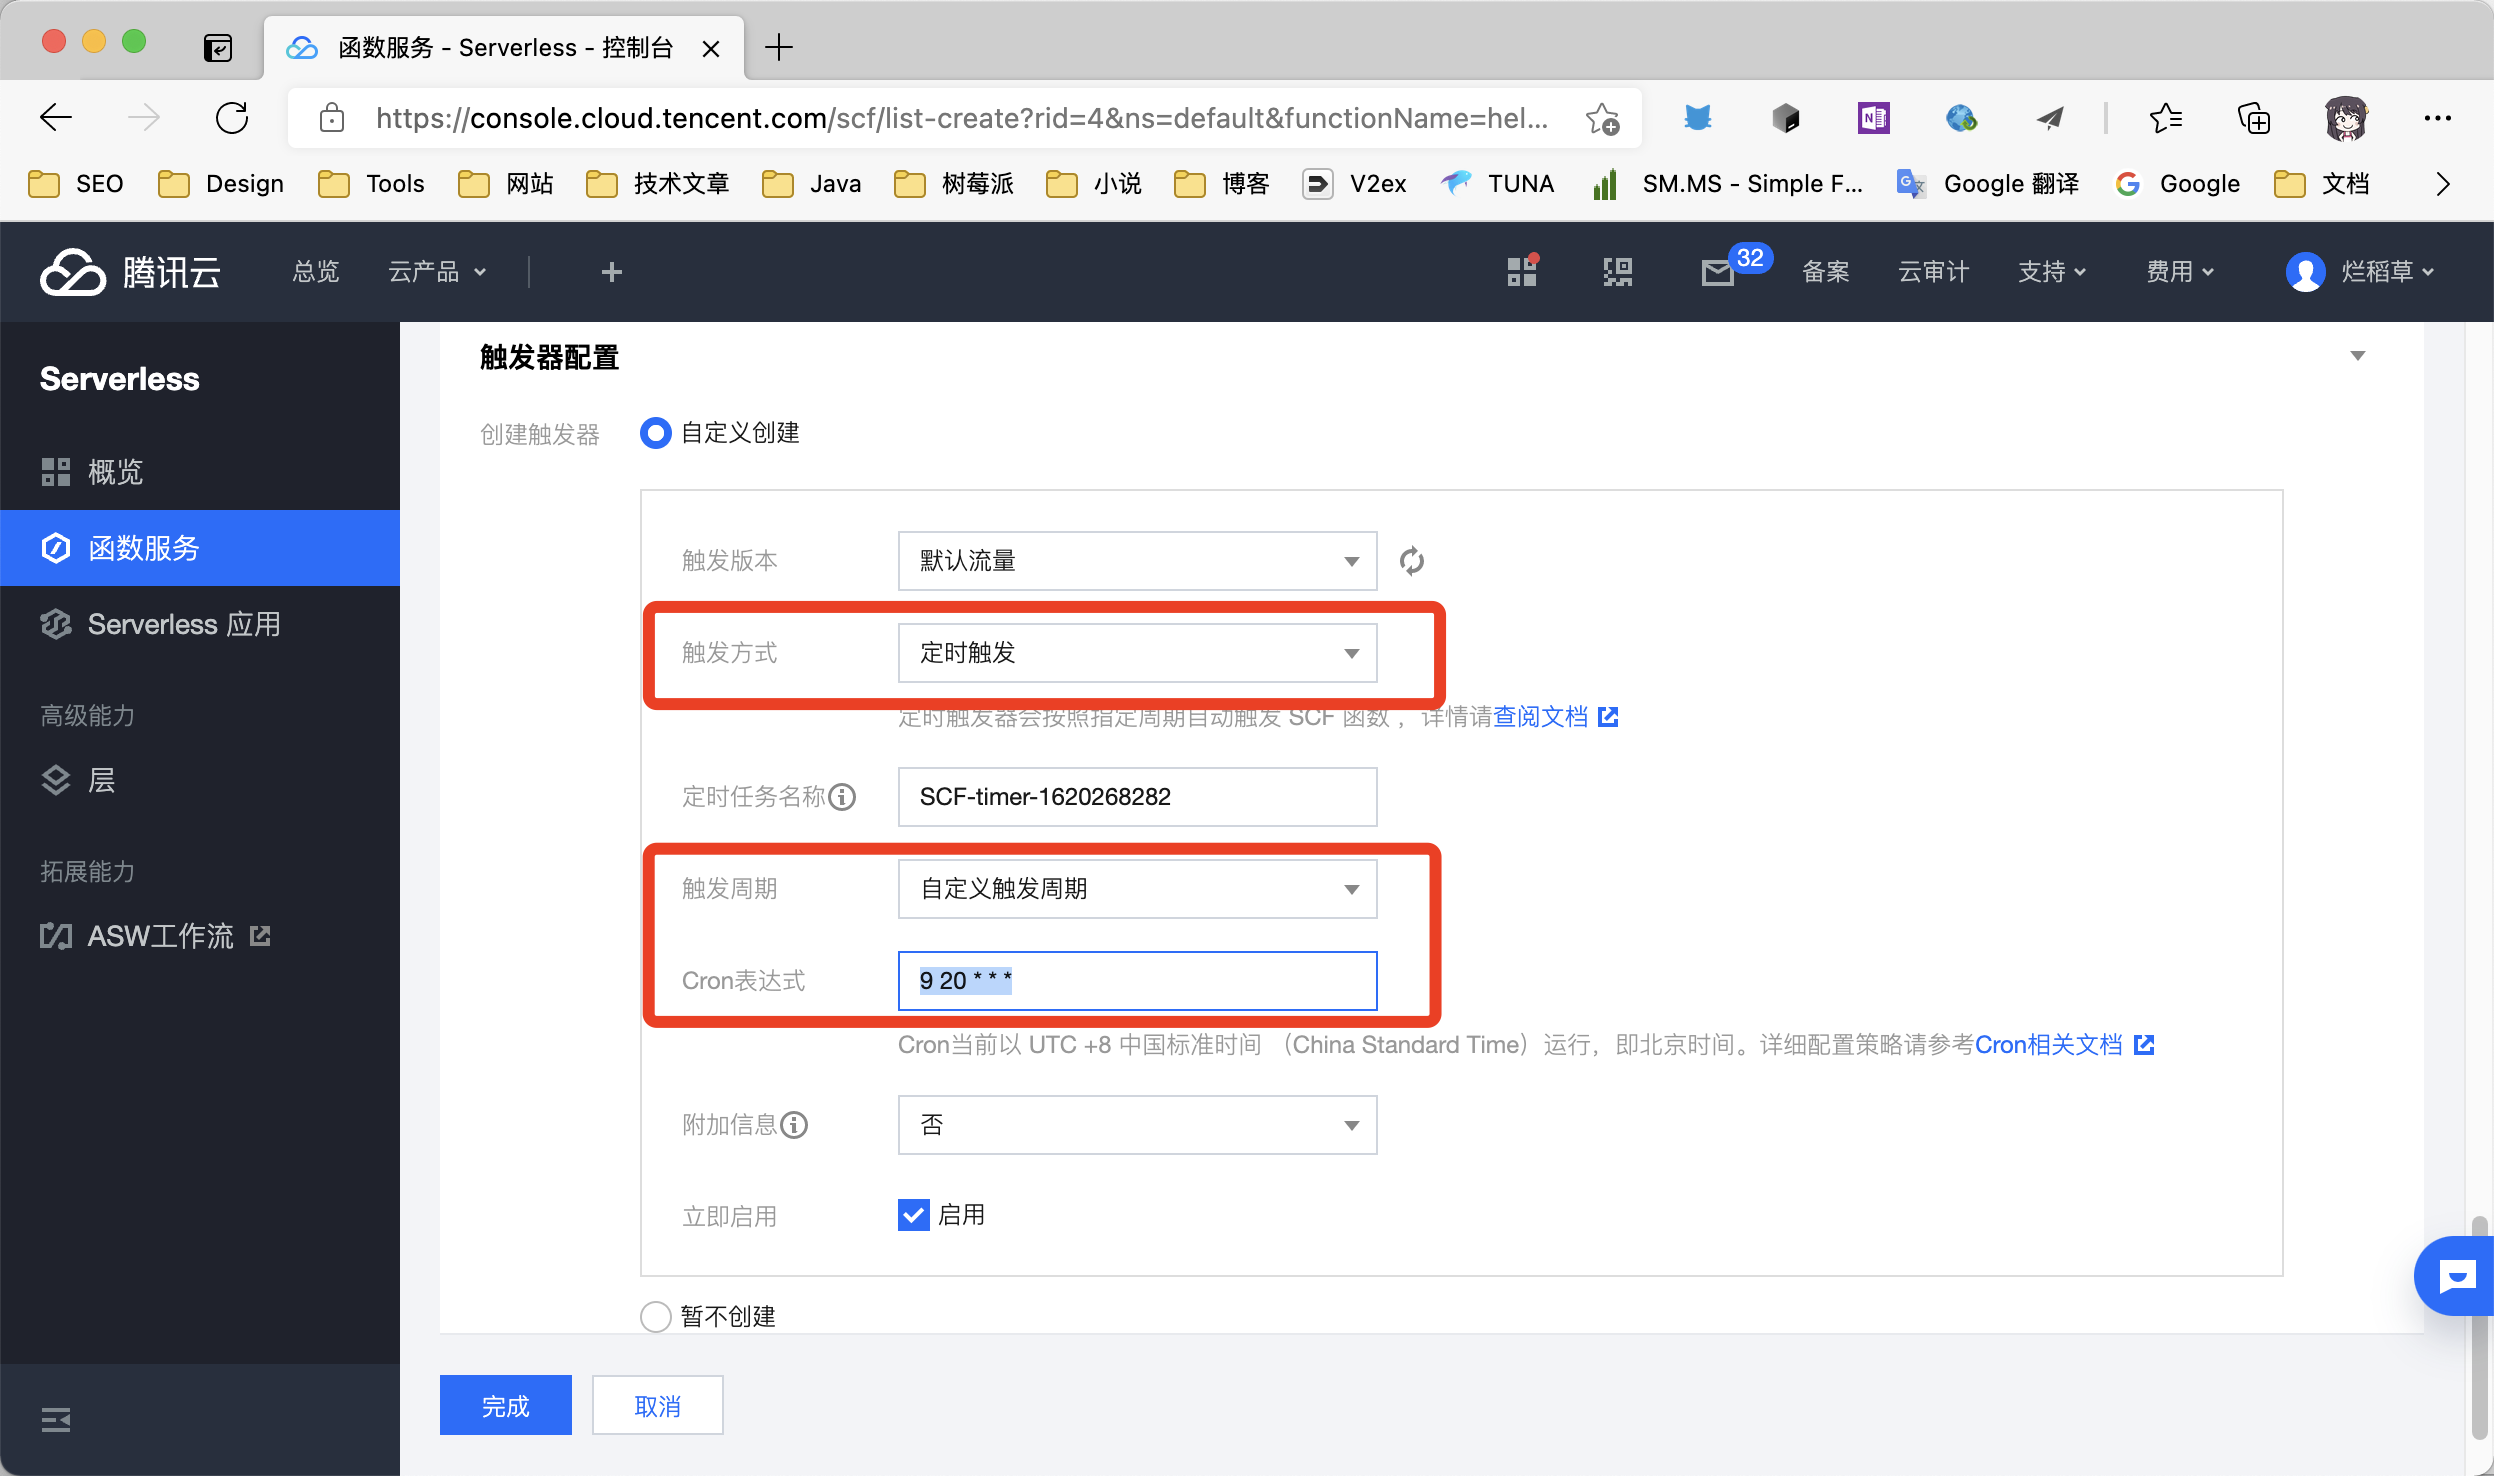 函数服务 - Serverless - 控制台
https://console.cloud.tencent.com/scf/list-create?rid=4&ns=default&functionName=hel...
SEO Design Tools 网站 技术文章 Java 树莓派 小说 博客 V2ex TUNA SM.MS - Simple F... Google 翻译 Google 文档
腾讯云 总览 云产品 32 备案 云审计 支持 费用 烂稻草
Serverless
概览
函数服务
Serverless 应用
高级能力
层
拓展能力
ASW工作流
触发器配置
创建触发器 自定义创建
触发版本 默认流量
触发方式 定时触发
定时触发器会按照指定周期自动触发 SCF 函数 ，详情请查阅文档
定时任务名称 SCF-timer-1620268282
触发周期 自定义触发周期
Cron表达式 9 20 * * *
Cron当前以 UTC +8 中国标准时间 （China Standard Time）运行，即北京时间。详细配置策略请参考Cron相关文档
附加信息 否
立即启用 启用
暂不创建
完成 取消